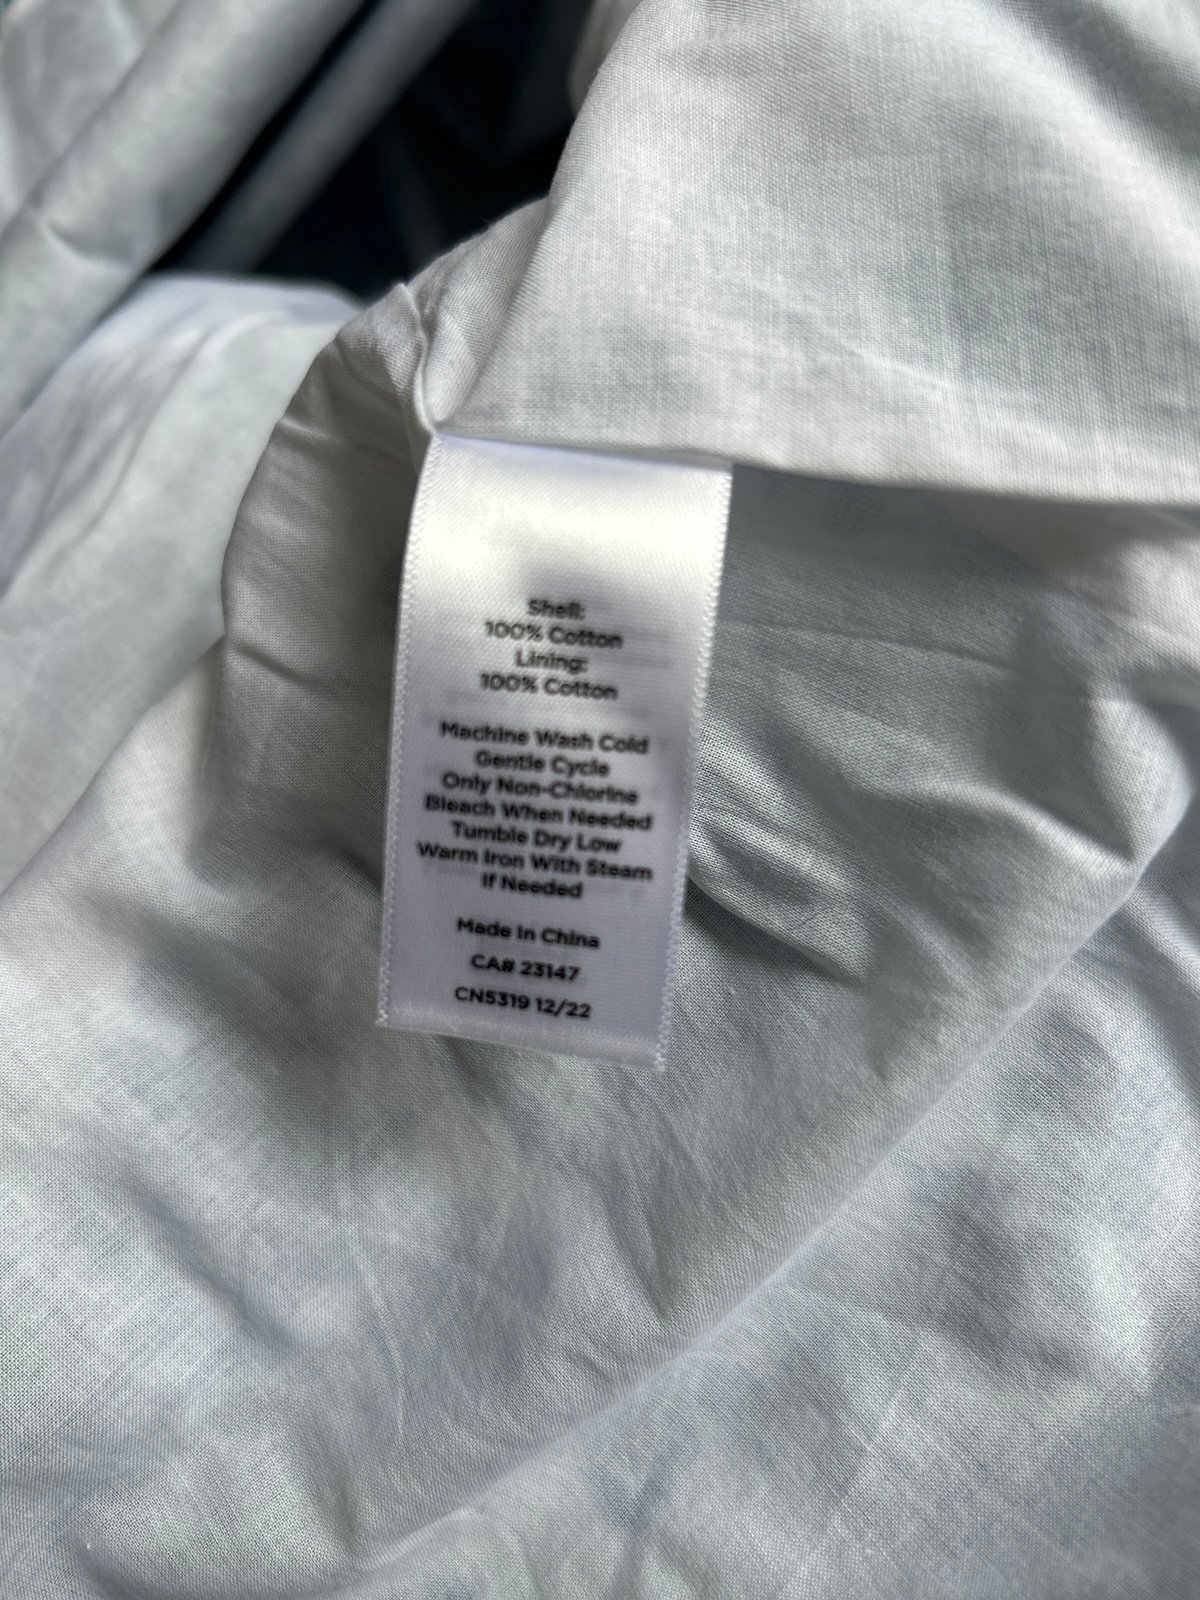 Shell:
100% Cotton
Lining:
100% Cotton
Machine Wash Cold
Gentle Cycle
Only Non-Chlorine
Bleach When Needed
Tumble Dry Low
Warm Iron With Steam
If Needed
Made In China
CA# 23147
CN5319 12/22